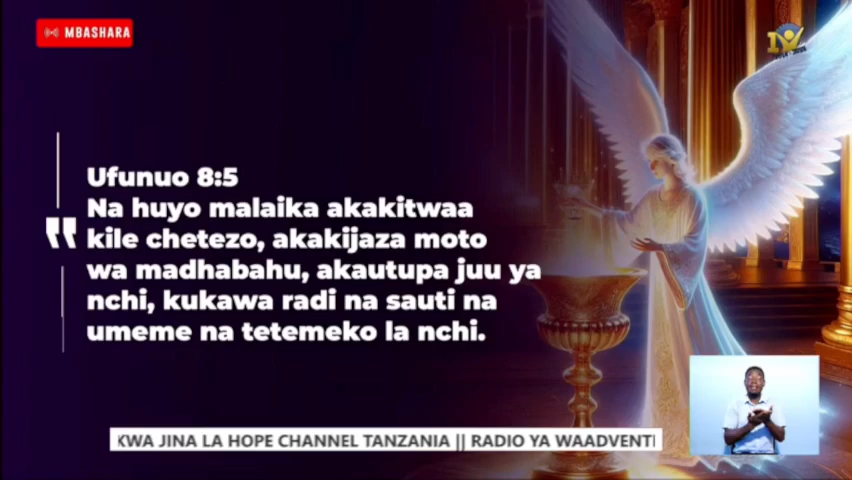 MBASHARA
Ufunuo 8:5
Na huyo malaika akakitwaa
kile chetezo, akakijaza moto
wa madhabahu, akautupa juu ya
nchi, kukawa radi na sauti na
umeme na tetemeko la nchi.
KWA JINA LA HOPE CHANNEL TANZANIA || RADIO YA WAADVENTI